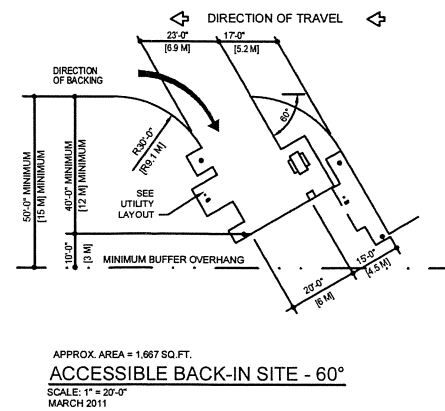 DIRECTION OF TRAVEL
23'-0" 17'-0"
[6.9 M] [5.2 M]
DIRECTION
OF BACKING
60°
R30'-0"
[R9.1 M]
50'-0" MINIMUM
[15 M] MINIMUM
40'-0" MINIMUM
[12 M] MINIMUM
SEE
UTILITY
LAYOUT
10'-0"
[3 M]
MINIMUM BUFFER OVERHANG
15'-0"
[4.5 M]
20'-0"
[6 M]
APPROX. AREA = 1,667 SQ.FT.
ACCESSIBLE BACK-IN SITE - 60°
SCALE: 1" = 20'-0"
MARCH 2011